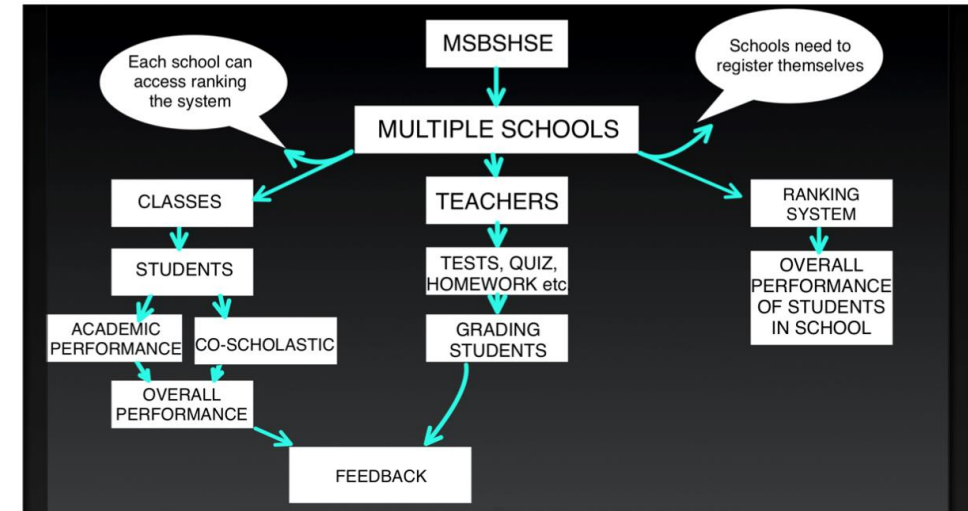 MSBSHSE
Each school can
access ranking
the system
Schools need to
register themselves
MULTIPLE SCHOOLS
CLASSES
TEACHERS
RANKING
SYSTEM
STUDENTS
TESTS, QUIZ,
HOMEWORK etc
OVERALL
PERFORMANCE
OF STUDENTS
IN SCHOOL
ACADEMIC
PERFORMANCE
CO-SCHOLASTIC
GRADING
STUDENTS
OVERALL
PERFORMANCE
FEEDBACK